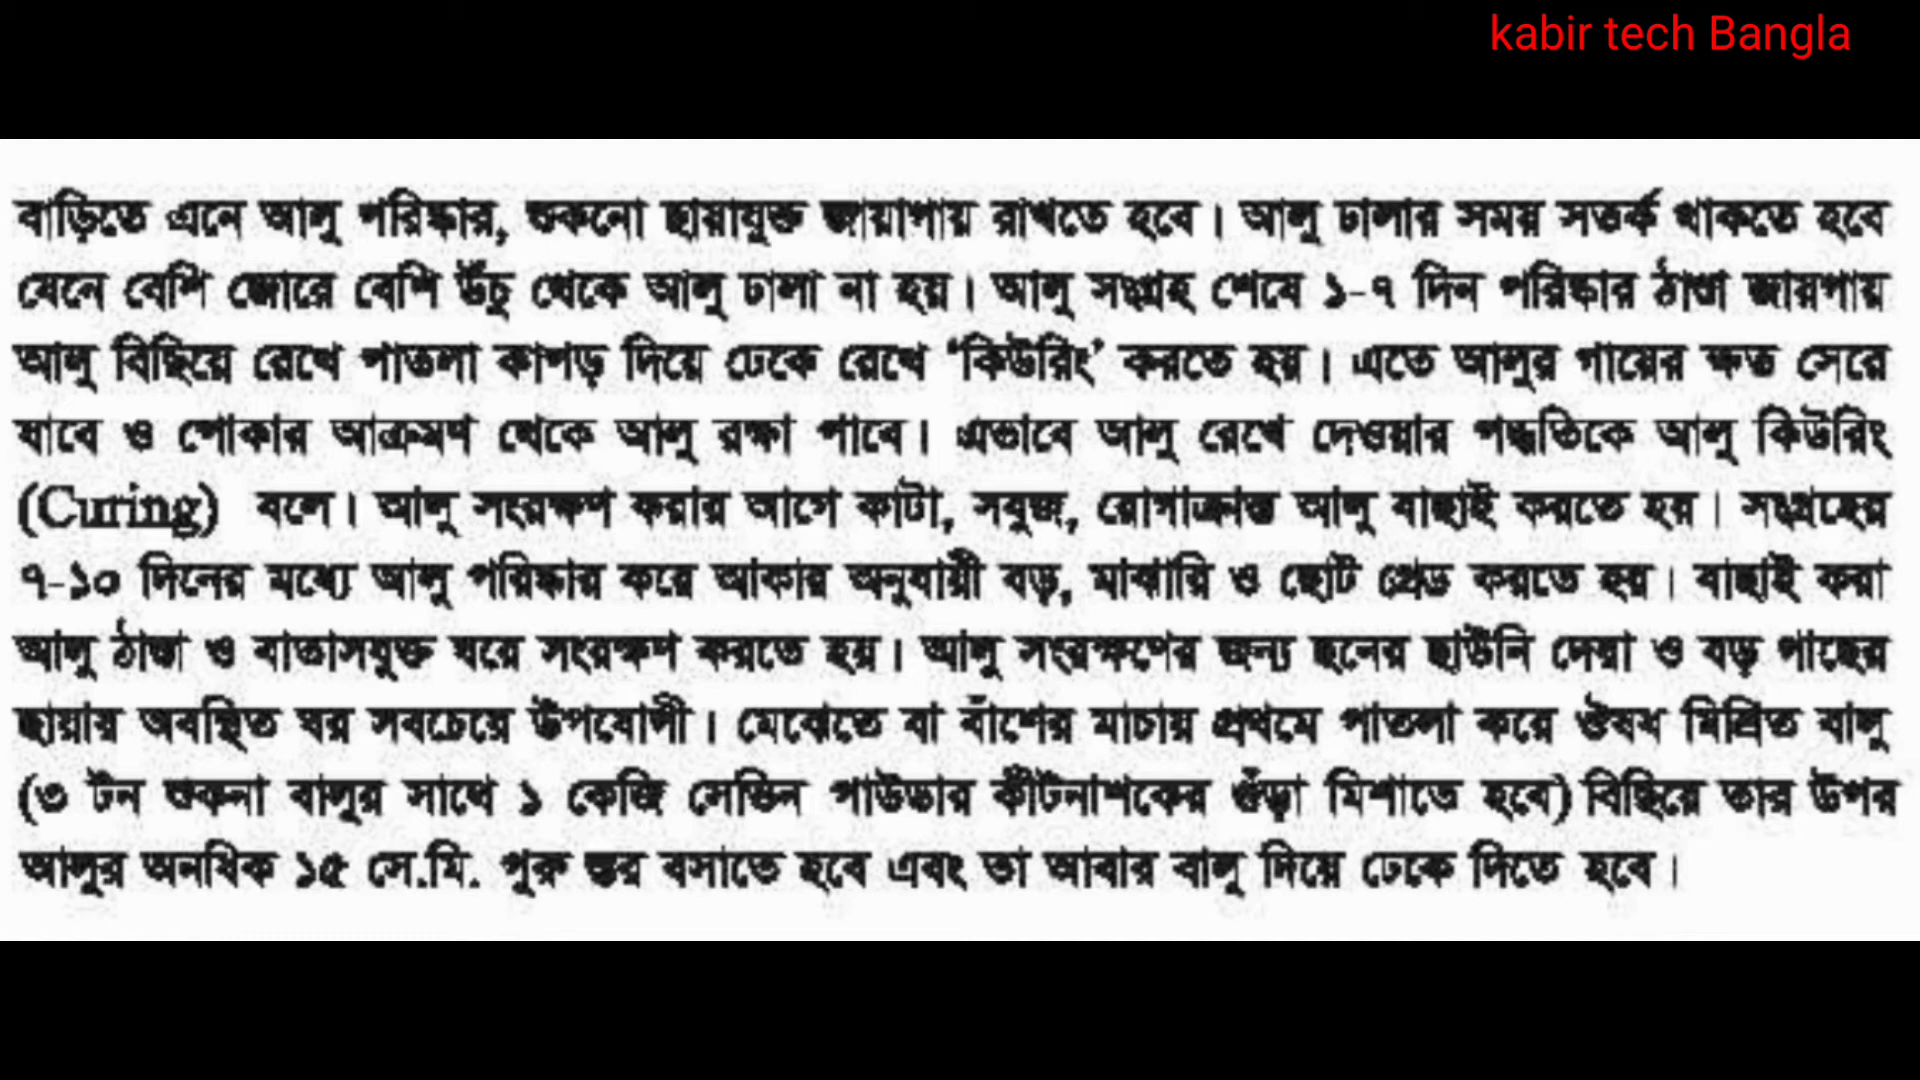 kabir tech Bangla
বাড়িতে এনে আলু পরিষ্কার, শুকনো ছায়াযুক্ত জায়াগায় রাখতে হবে। আলু ঢালার সময় সতর্ক থাকতে হবে
যেনে বেশি জোরে বেশি উঁচু থেকে আলু ঢালা না হয়। আলু সংগ্রহ শেষে ১-৭ দিন পরিষ্কার ঠাণ্ডা জায়গায়
আলু বিছিয়ে রেখে পাতলা কাপড় দিয়ে ঢেকে রেখে ‘কিউরিং’ করতে হয়। এতে আলুর গায়ের ক্ষত সেরে
যাবে ও পোকার আক্রমণ থেকে আলু রক্ষা পাবে। এভাবে আলু রেখে দেওয়ার পদ্ধতিকে আলু কিউরিং
(Curing) বলে। আলু সংরক্ষণ করার আগে কাটা, সবুজ, রোগাক্রান্ত আলু বাছাই করতে হয়। সংগ্রহের
৭-১০ দিনের মধ্যে আলু পরিষ্কার করে আকার অনুযায়ী বড়, মাঝারি ও ছোট গ্রেড করতে হয়। বাছাই করা
আলু ঠাণ্ডা ও বাতাসযুক্ত ঘরে সংরক্ষণ করতে হয়। আলু সংরক্ষণের জন্য ছনের ছাউনি দেয়া ও বড় গাছের
ছায়ায় অবস্থিত ঘর সবচেয়ে উপযোগী। মেঝেতে বা বাঁশের মাচায় প্রথমে পাতলা করে ঔষধ মিশ্রিত বালু
(৩ টন শুকনা বালুর সাথে ১ কেজি সেভিন পাউডার কীটনাশকের গুঁড়া মিশাতে হবে) বিছিয়ে তার উপর
আলুর অনধিক ১৫ সে.মি. পুরু স্তর বসাতে হবে এবং তা আবার বালু দিয়ে ঢেকে দিতে হবে।